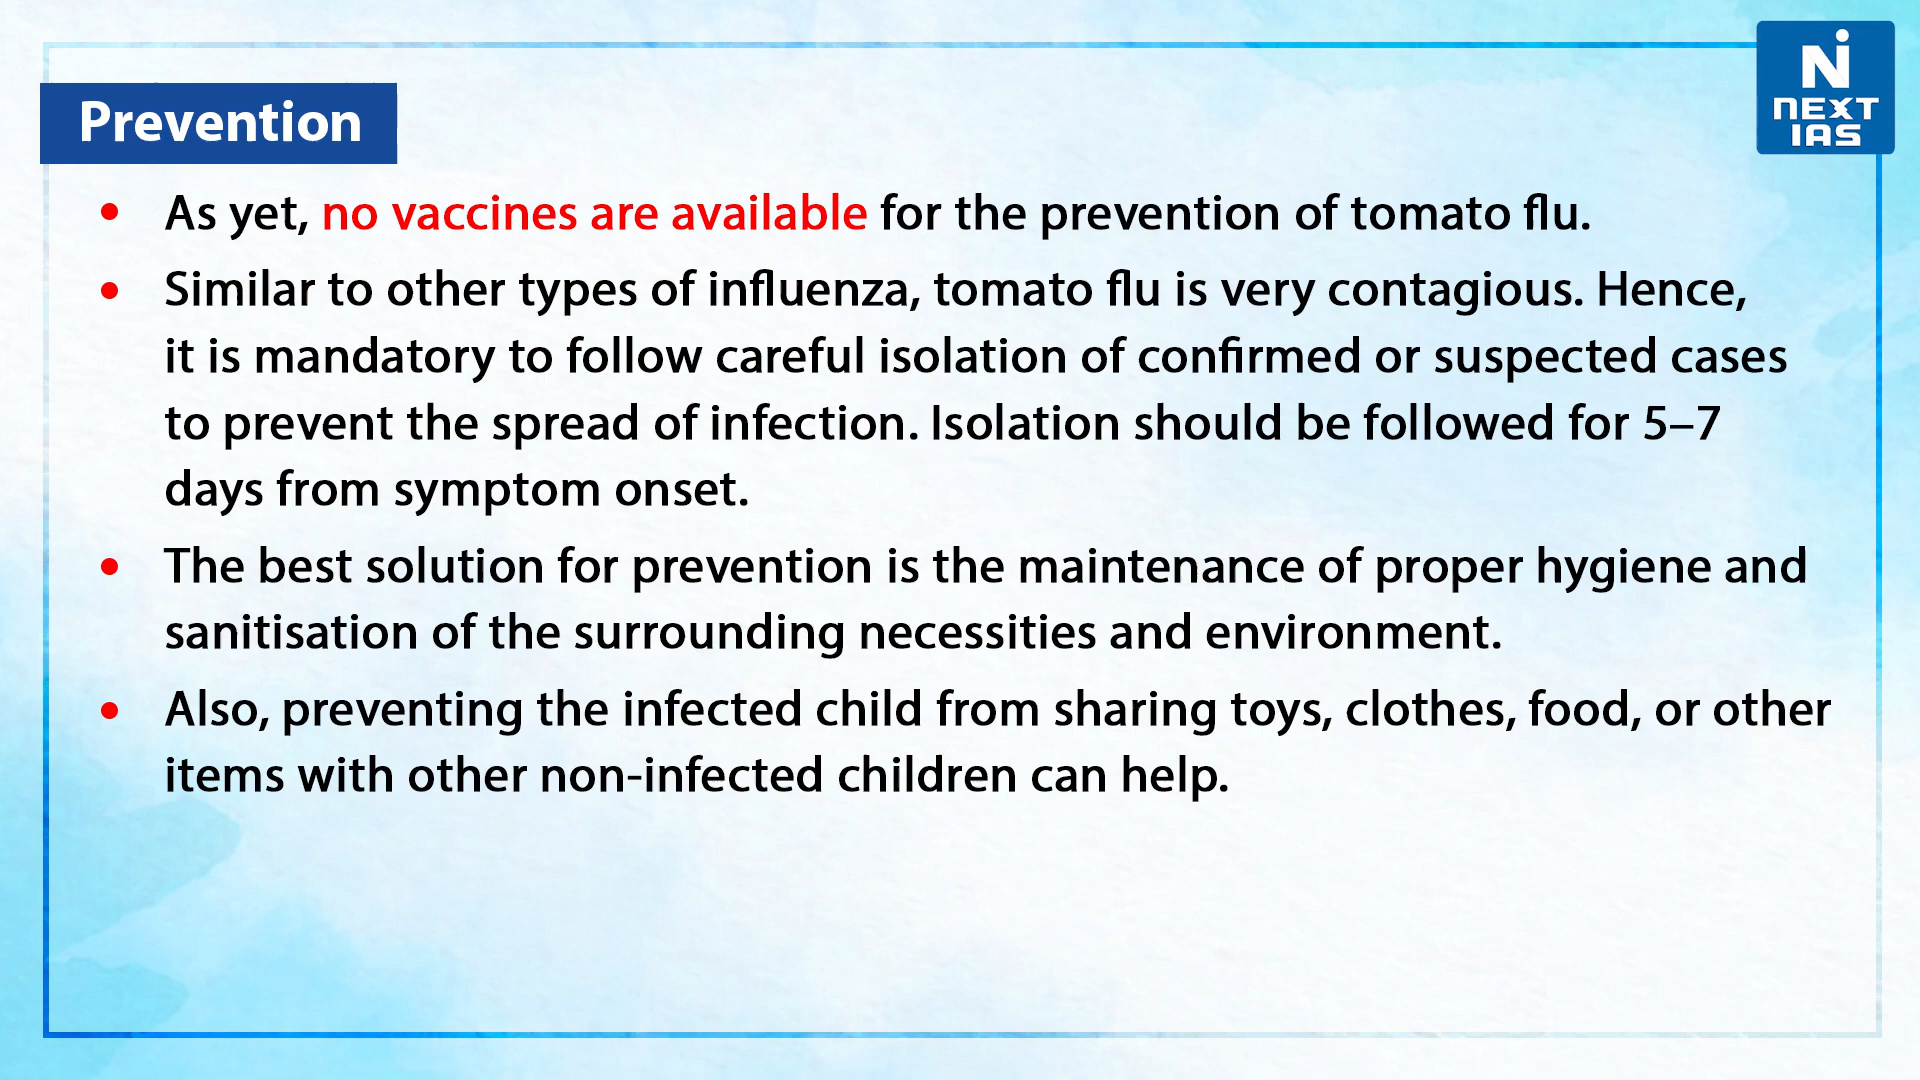 NEXT
IAS
Prevention
• As yet, no vaccines are available for the prevention of tomato flu.
• Similar to other types of influenza, tomato flu is very contagious. Hence,
it is mandatory to follow careful isolation of confirmed or suspected cases
to prevent the spread of infection. Isolation should be followed for 5–7
days from symptom onset.
• The best solution for prevention is the maintenance of proper hygiene and
sanitisation of the surrounding necessities and environment.
• Also, preventing the infected child from sharing toys, clothes, food, or other
items with other non-infected children can help.